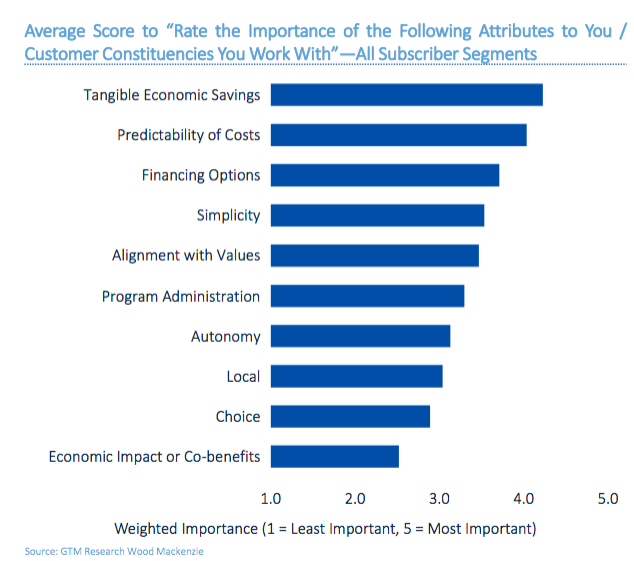 Average Score to “Rate the Importance of the Following Attributes to You /
Customer Constituencies You Work With”—All Subscriber Segments
Tangible Economic Savings
Predictability of Costs
Financing Options
Simplicity
Alignment with Values
Program Administration
Autonomy
Local
Choice
Economic Impact or Co-benefits
1.0 2.0 3.0 4.0 5.0
Weighted Importance (1 = Least Important, 5 = Most Important)
Source: GTM Research Wood Mackenzie